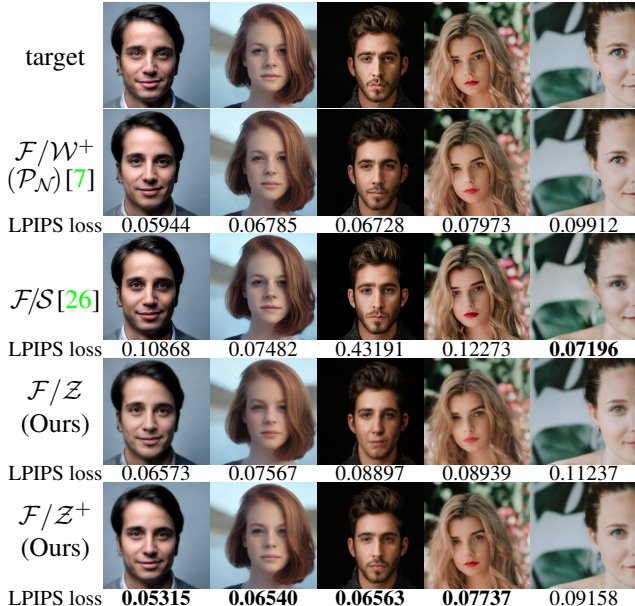 target
F/W+
(P_N)[7]
LPIPS loss 0.05944 0.06785 0.06728 0.07973 0.09912
F/S[26]
LPIPS loss 0.10868 0.07482 0.43191 0.12273 0.07196
F/Z
(Ours)
LPIPS loss 0.06573 0.07567 0.08897 0.08939 0.11237
F/Z+
(Ours)
LPIPS loss 0.05315 0.06540 0.06563 0.07737 0.09158